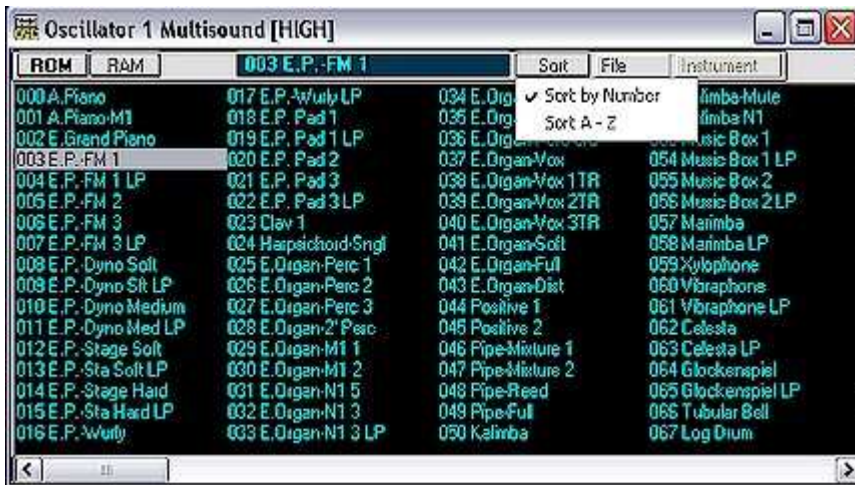 Oscillator 1 Multisound [HIGH]
ROM RAM 003 E.P.-FM 1 Sort File Instrument
Sort by Number
Sort A - Z
000 A.Piano
001 A.Piano-M1
002 E.Grand Piano
003 E.P.-FM 1
004 E.P.-FM 1 LP
005 E.P.-FM 2
006 E.P.-FM 3
007 E.P.-FM 3 LP
008 E.P.-Dyno Soft
009 E.P.-Dyno Sft LP
010 E.P.-Dyno Medium
011 E.P.-Dyno Med LP
012 E.P.-Stage Soft
013 E.P.-Sta Soft LP
014 E.P.-Stage Hard
015 E.P.-Sta Hard LP
016 E.P.-Wurly
017 E.P.-Wurly LP
018 E.P. Pad 1
019 E.P. Pad 1 LP
020 E.P. Pad 2
021 E.P. Pad 3
022 E.P. Pad 3 LP
023 Clav 1
024 Harpsichord-Sngl
025 E.Organ-Perc 1
026 E.Organ-Perc 2
027 E.Organ-Perc 3
028 E.Organ-2' Perc
029 E.Organ-M1 1
030 E.Organ-M1 2
031 E.Organ-N1 5
032 E.Organ-N1 3
033 E.Organ-N1 3 LP
034
035
036
037 E.Organ-Vox
038 E.Organ-Vox 1TR
039 E.Organ-Vox 2TR
040 E.Organ-Vox 3TR
041 E.Organ-Soft
042 E.Organ-Full
043 E.Organ-Dist
044 Positive 1
045 Positive 2
046 Pipe-Mixture 1
047 Pipe-Mixture 2
048 Pipe-Reed
049 Pipe-Full
050 Kalimba
imba-Mute
imba N1
Music Box 1
054 Music Box 1 LP
055 Music Box 2
056 Music Box 2 LP
057 Marimba
058 Marimba LP
059 Xylophone
060 Vibraphone
061 Vibraphone LP
062 Celesta
063 Celesta LP
064 Glockenspiel
065 Glockenspiel LP
066 Tubular Bell
067 Log Drum